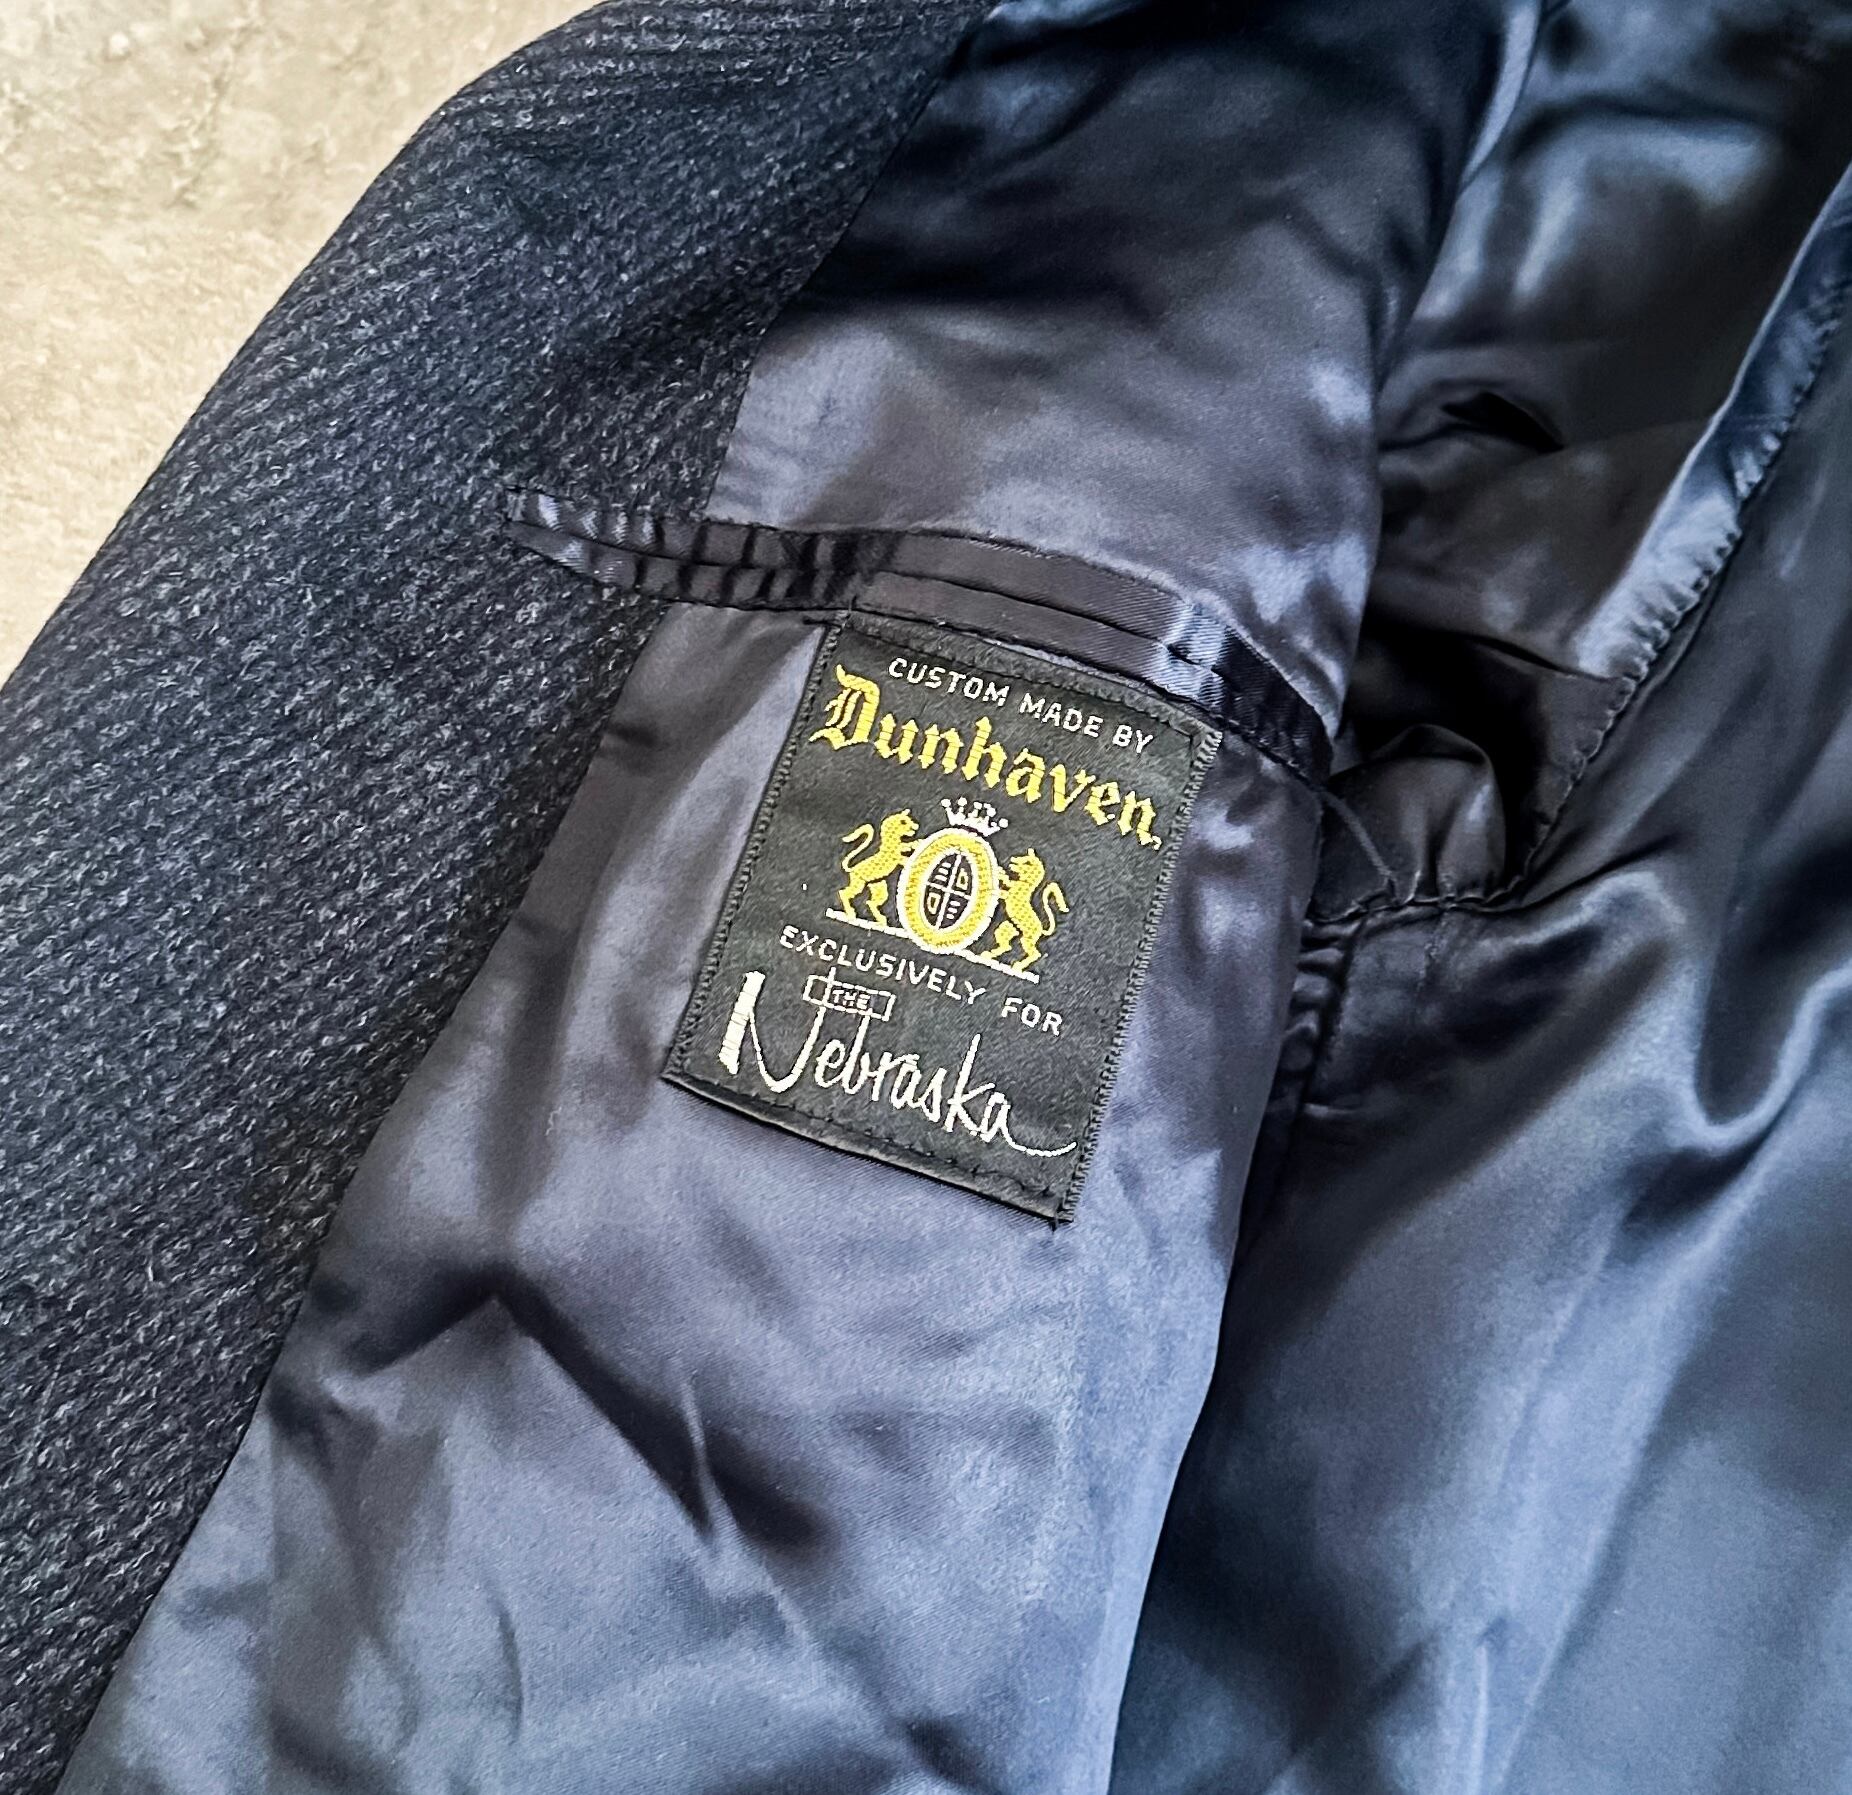 CUSTOM MADE BY
Dunhaven
EXCLUSIVELY FOR
THE
Nebraska